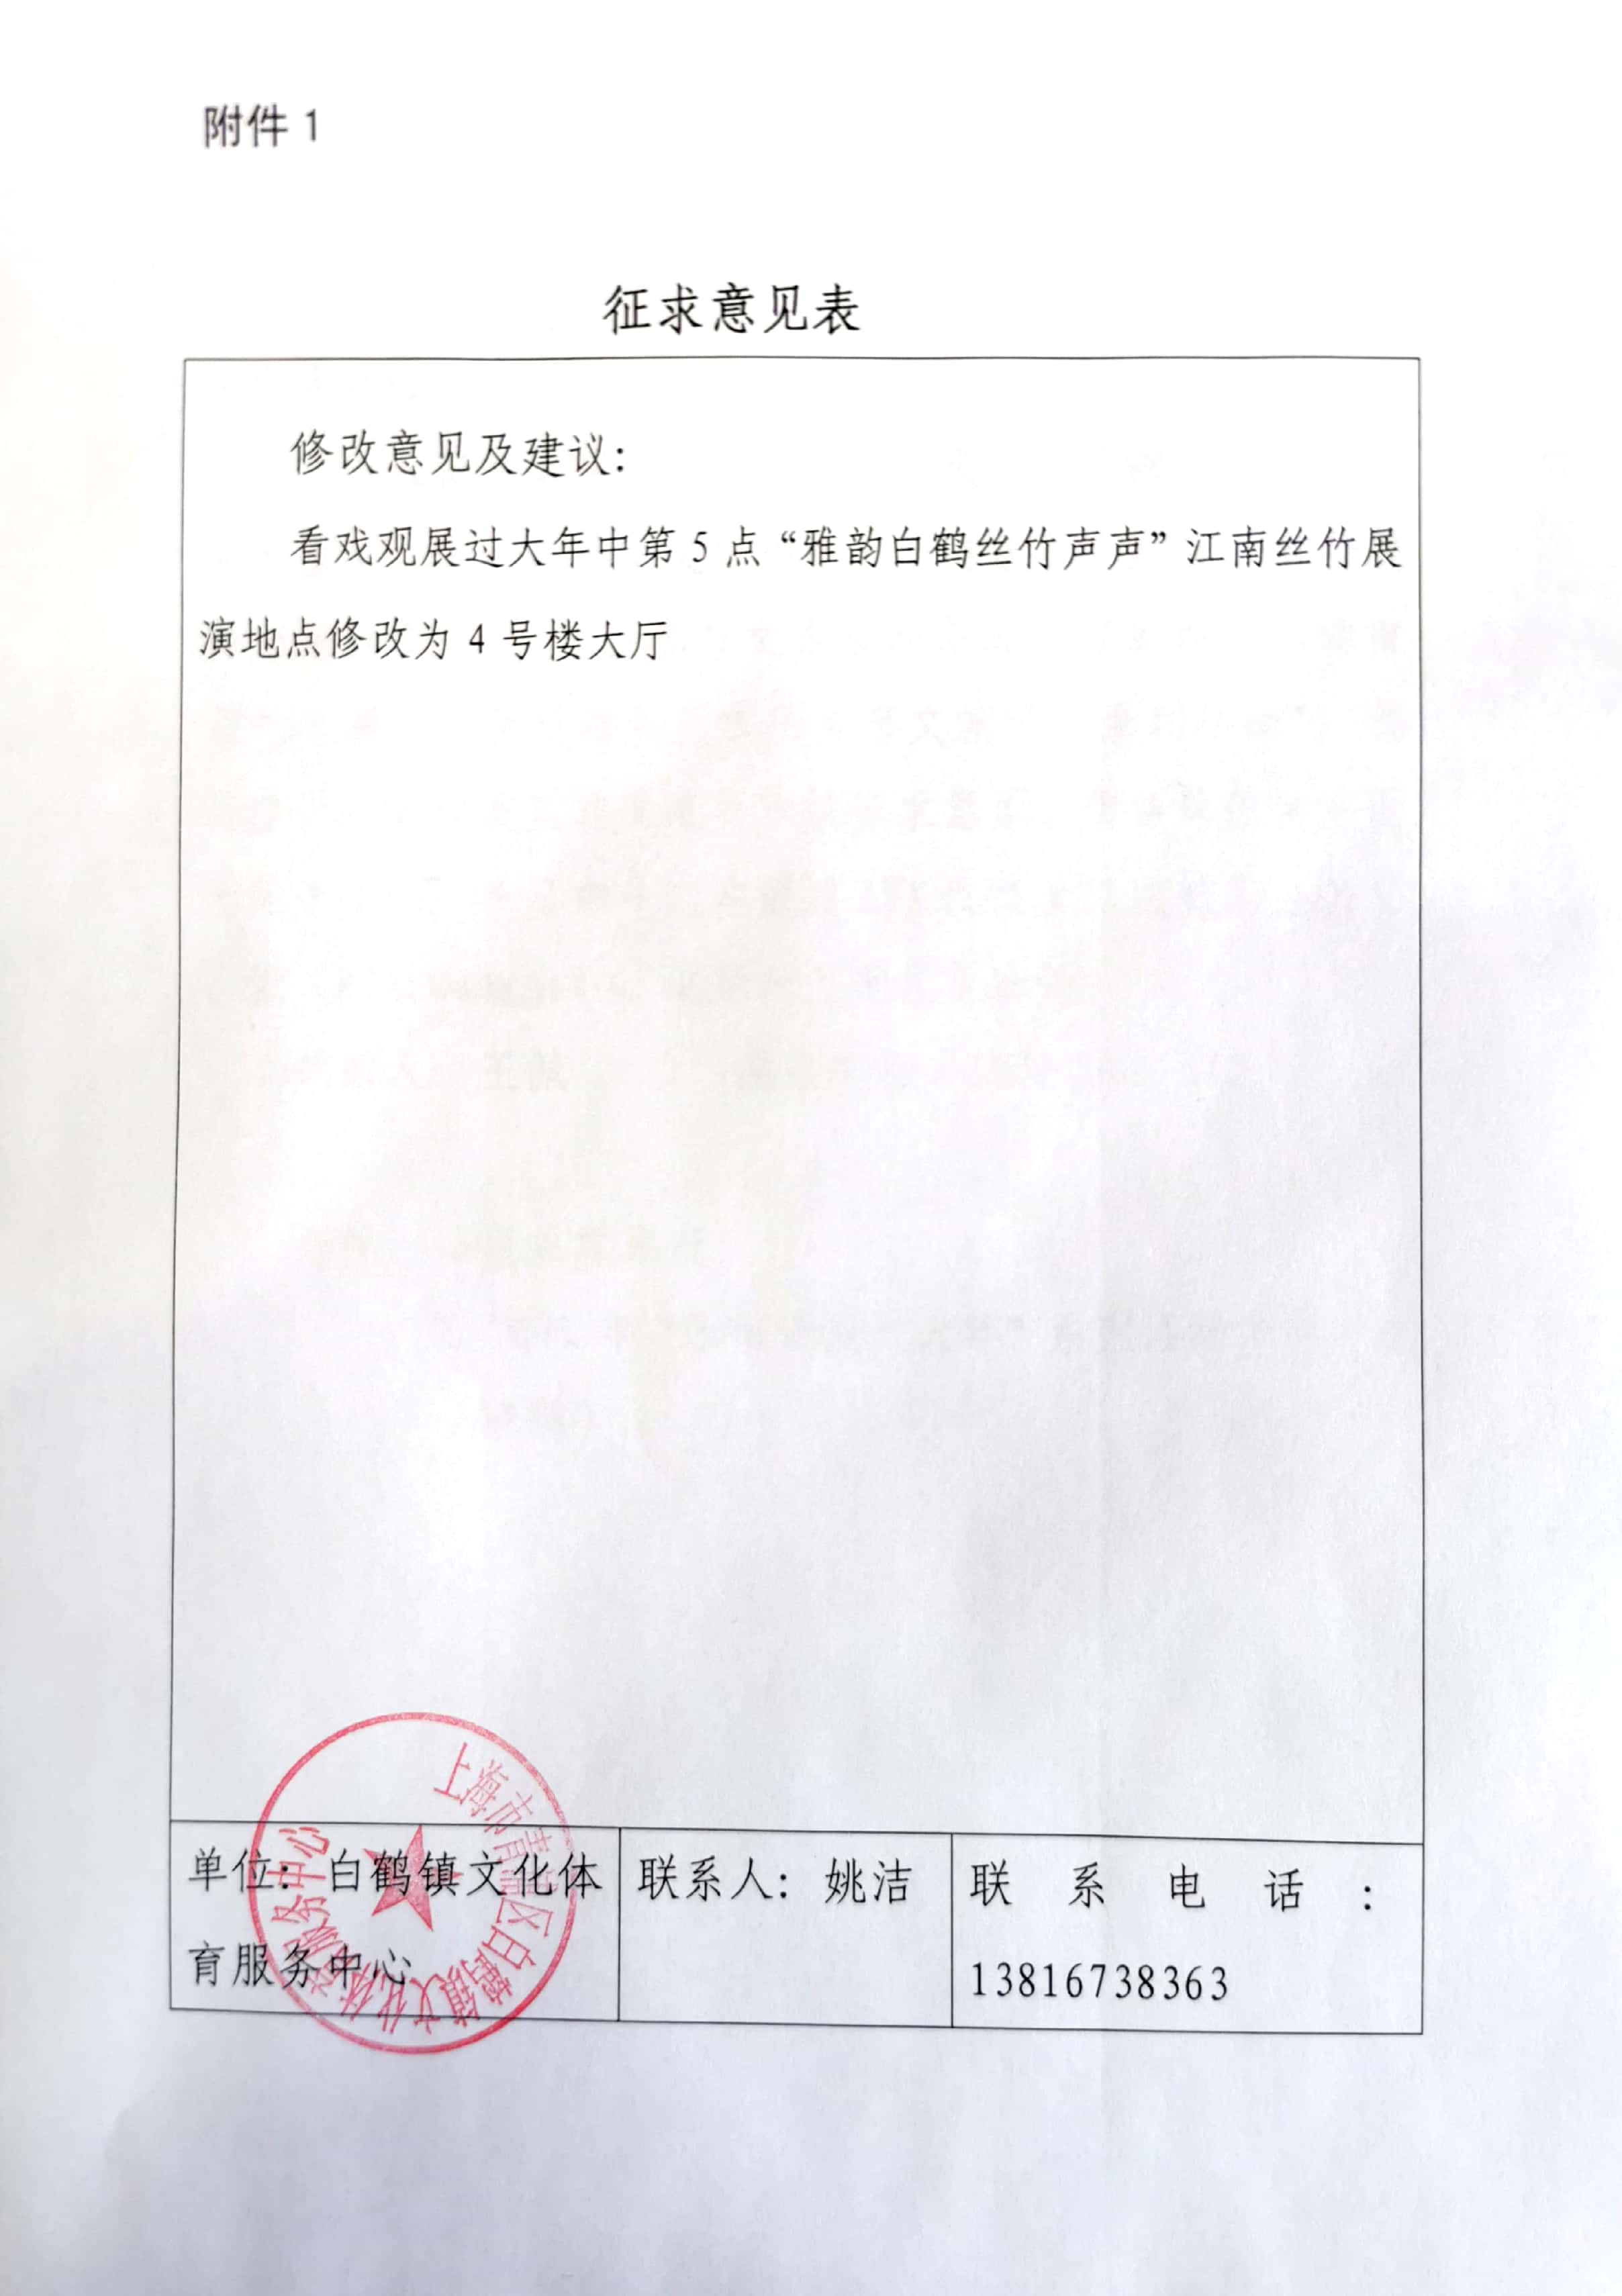 附件 1
征求意见表
修改意见及建议：
看戏观展过大年中第 5 点“雅韵白鹤丝竹声声”江南丝竹展
演地点修改为 4 号楼大厅
单位：白鹤镇文化体
育服务中心
联系人：姚洁
联系电话：
13816738363
上海市青浦区白鹤镇文化体育服务中心